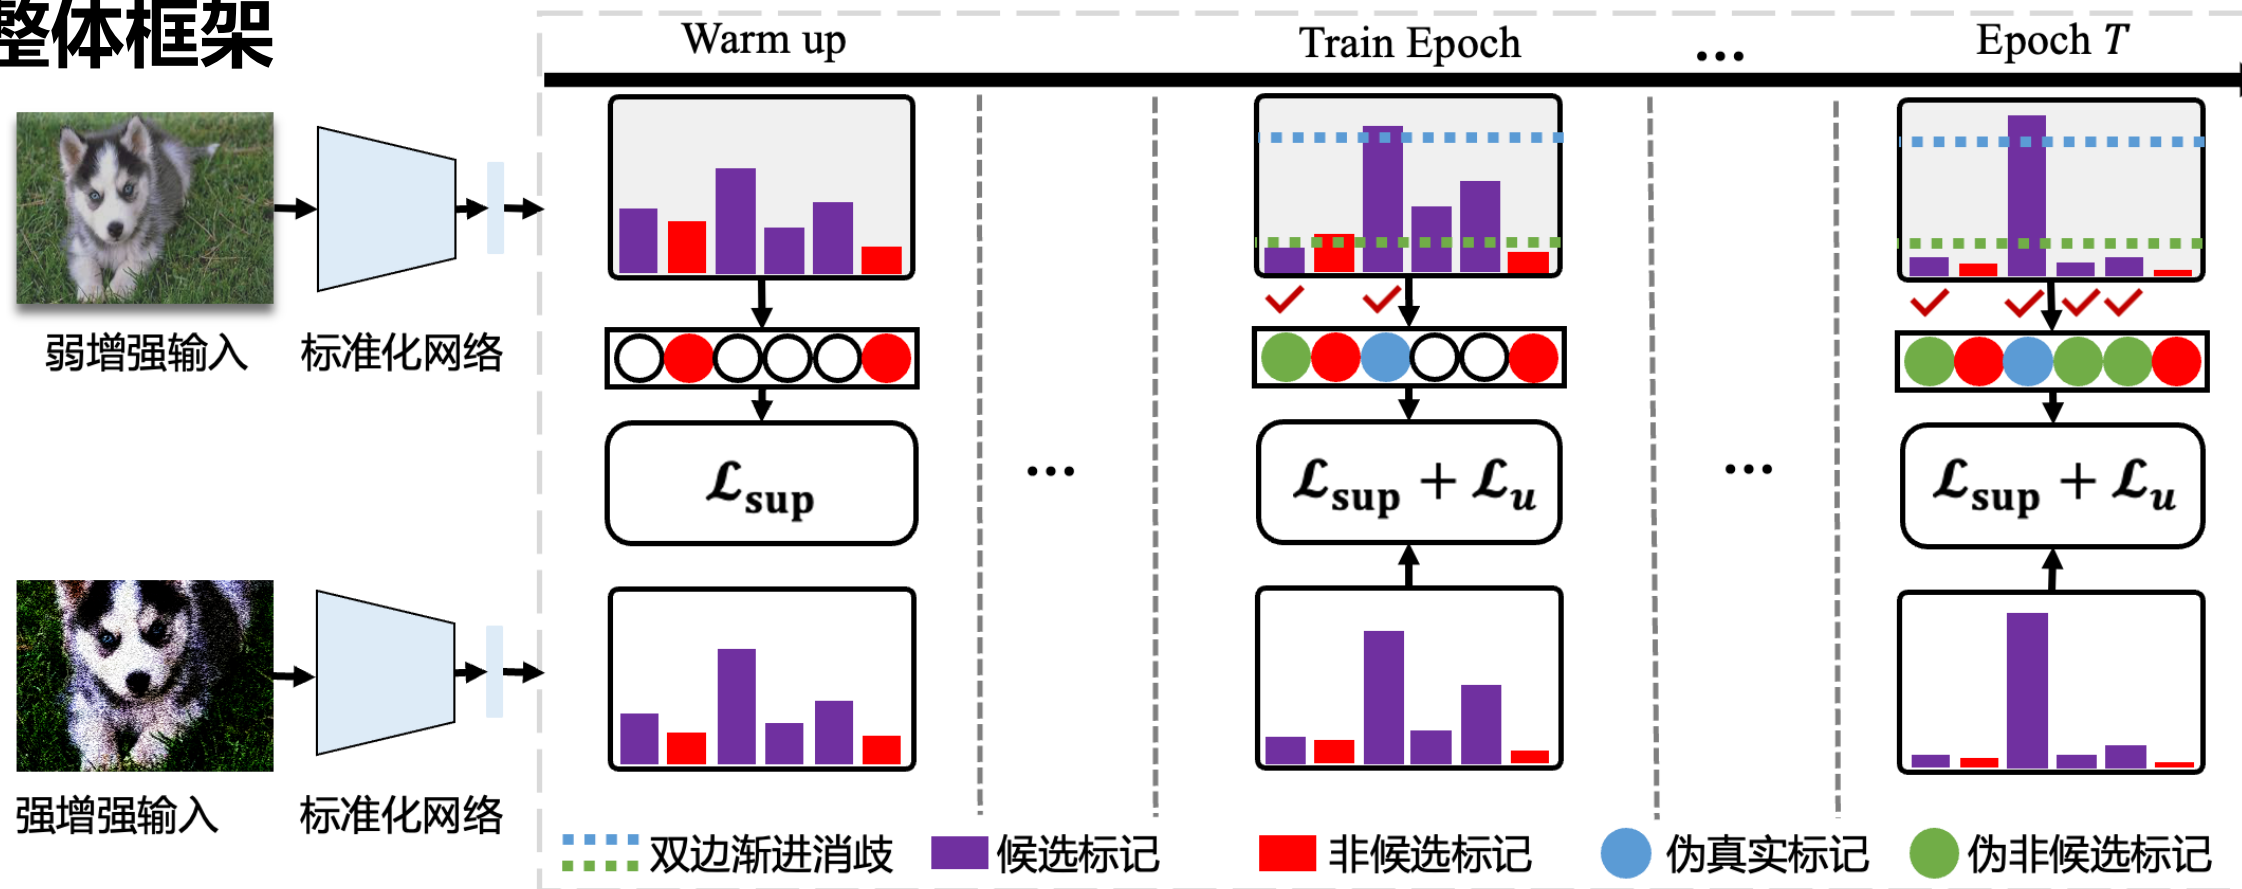 整体框架
Warm up
Train Epoch
...
Epoch T
弱增强输入
标准化网络
ℒsup
...
ℒsup + ℒu
...
ℒsup + ℒu
强增强输入
标准化网络
双边渐进消歧
候选标记
非候选标记
伪真实标记
伪非候选标记